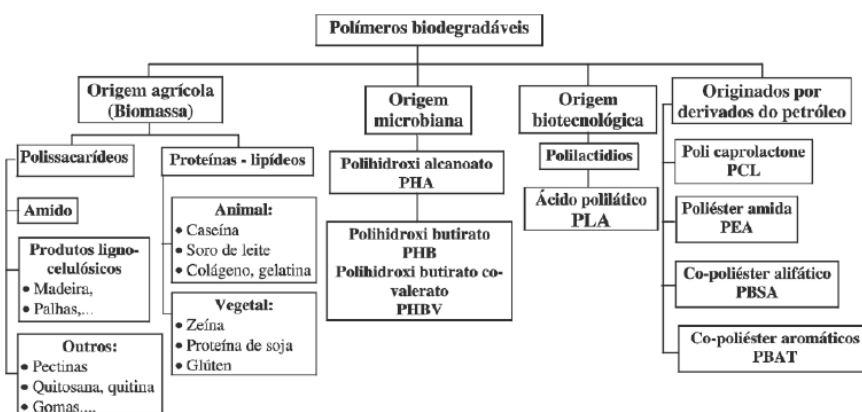 Polímeros biodegradáveis
Origem agrícola
(Biomassa)
Polissacarídeos
Amido
Produtos ligno-
celulósicos
• Madeira,
• Palhas,...
Outros:
• Pectinas
• Quitosana, quitina
• Gomas,...
Proteínas - lipídeos
Animal:
• Caseína
• Soro de leite
• Colágeno, gelatina
Vegetal:
• Zeína
• Proteína de soja
• Glúten
Origem
microbiana
Polihidroxi alcanoato
PHA
Polihidroxi butirato
PHB
Polihidroxi butirato co-
valerato
PHBV
Origem
biotecnológica
Polilactidios
Ácido polilático
PLA
Originados por
derivados do petróleo
Poli caprolactone
PCL
Poliéster amida
PEA
Co-poliéster alifático
PBSA
Co-poliéster aromáticos
PBAT